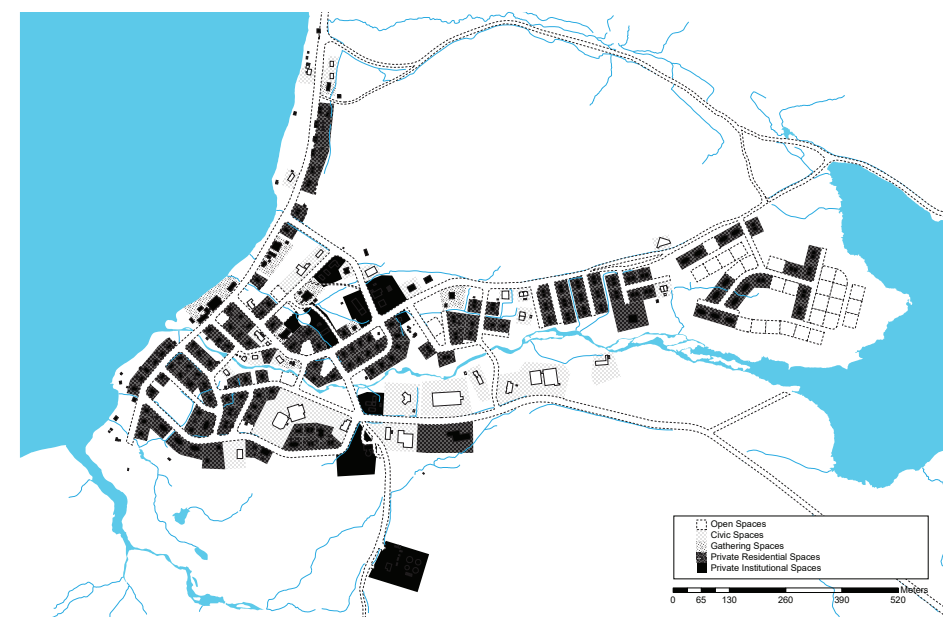 Open Spaces
Civic Spaces
Gathering Spaces
Private Residential Spaces
Private Institutional Spaces
Meters
0 65 130 260 390 520